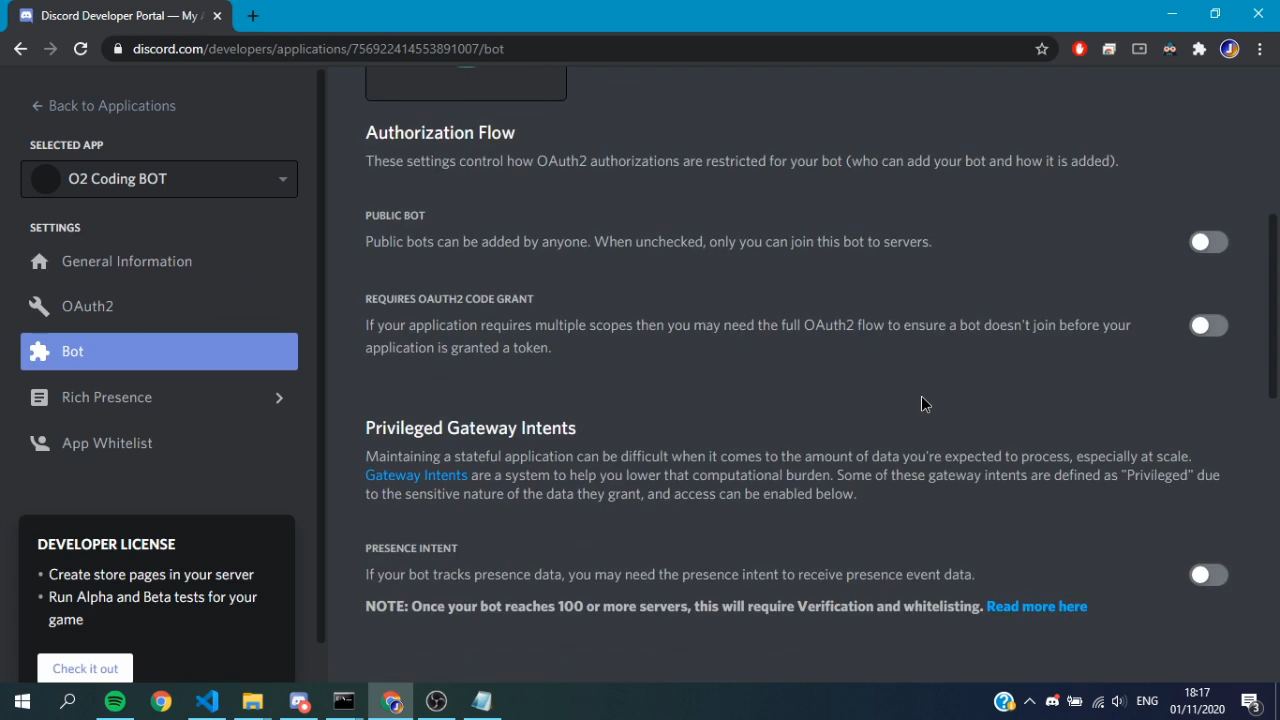 Discord Developer Portal — My A
discord.com/developers/applications/756922414553891007/bot
Back to Applications
SELECTED APP
O2 Coding BOT
SETTINGS
General Information
OAuth2
Bot
Rich Presence
App Whitelist
DEVELOPER LICENSE
• Create store pages in your server
• Run Alpha and Beta tests for your
game
Check it out
Authorization Flow
These settings control how OAuth2 authorizations are restricted for your bot (who can add your bot and how it is added).
PUBLIC BOT
Public bots can be added by anyone. When unchecked, only you can join this bot to servers.
REQUIRES OAUTH2 CODE GRANT
If your application requires multiple scopes then you may need the full OAuth2 flow to ensure a bot doesn't join before your
application is granted a token.
Privileged Gateway Intents
Maintaining a stateful application can be difficult when it comes to the amount of data you're expected to process, especially at scale.
Gateway Intents are a system to help you lower that computational burden. Some of these gateway intents are defined as "Privileged" due
to the sensitive nature of the data they grant, and access can be enabled below.
PRESENCE INTENT
If your bot tracks presence data, you may need the presence intent to receive presence event data.
NOTE: Once your bot reaches 100 or more servers, this will require Verification and whitelisting. Read more here
ENG
18:17
01/11/2020
3